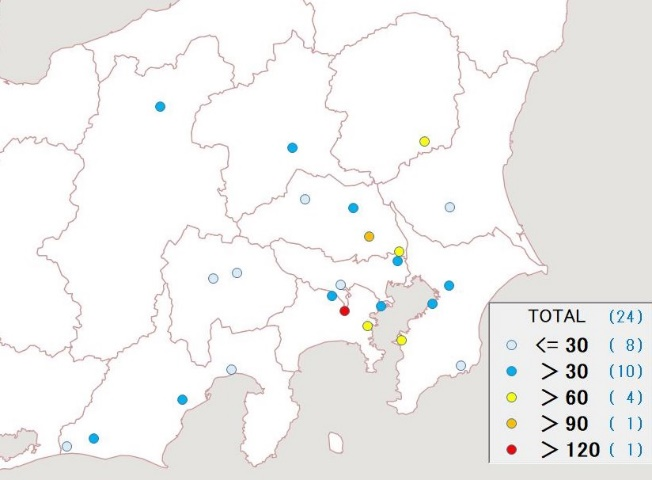 TOTAL (24)
<= 30 ( 8)
> 30 (10)
> 60 ( 4)
> 90 ( 1)
> 120 ( 1)